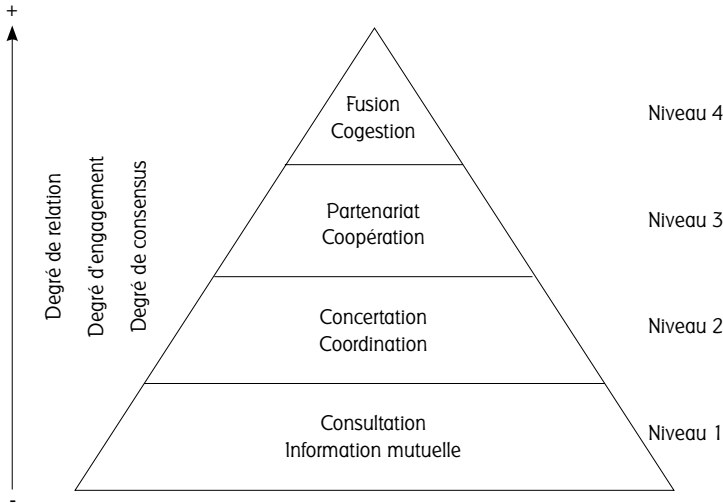 +
Fusion
Cogestion
Niveau 4
Partenariat
Coopération
Niveau 3
Degré de relation
Degré d'engagement
Degré de consensus
Concertation
Coordination
Niveau 2
Consultation
Information mutuelle
Niveau 1
-